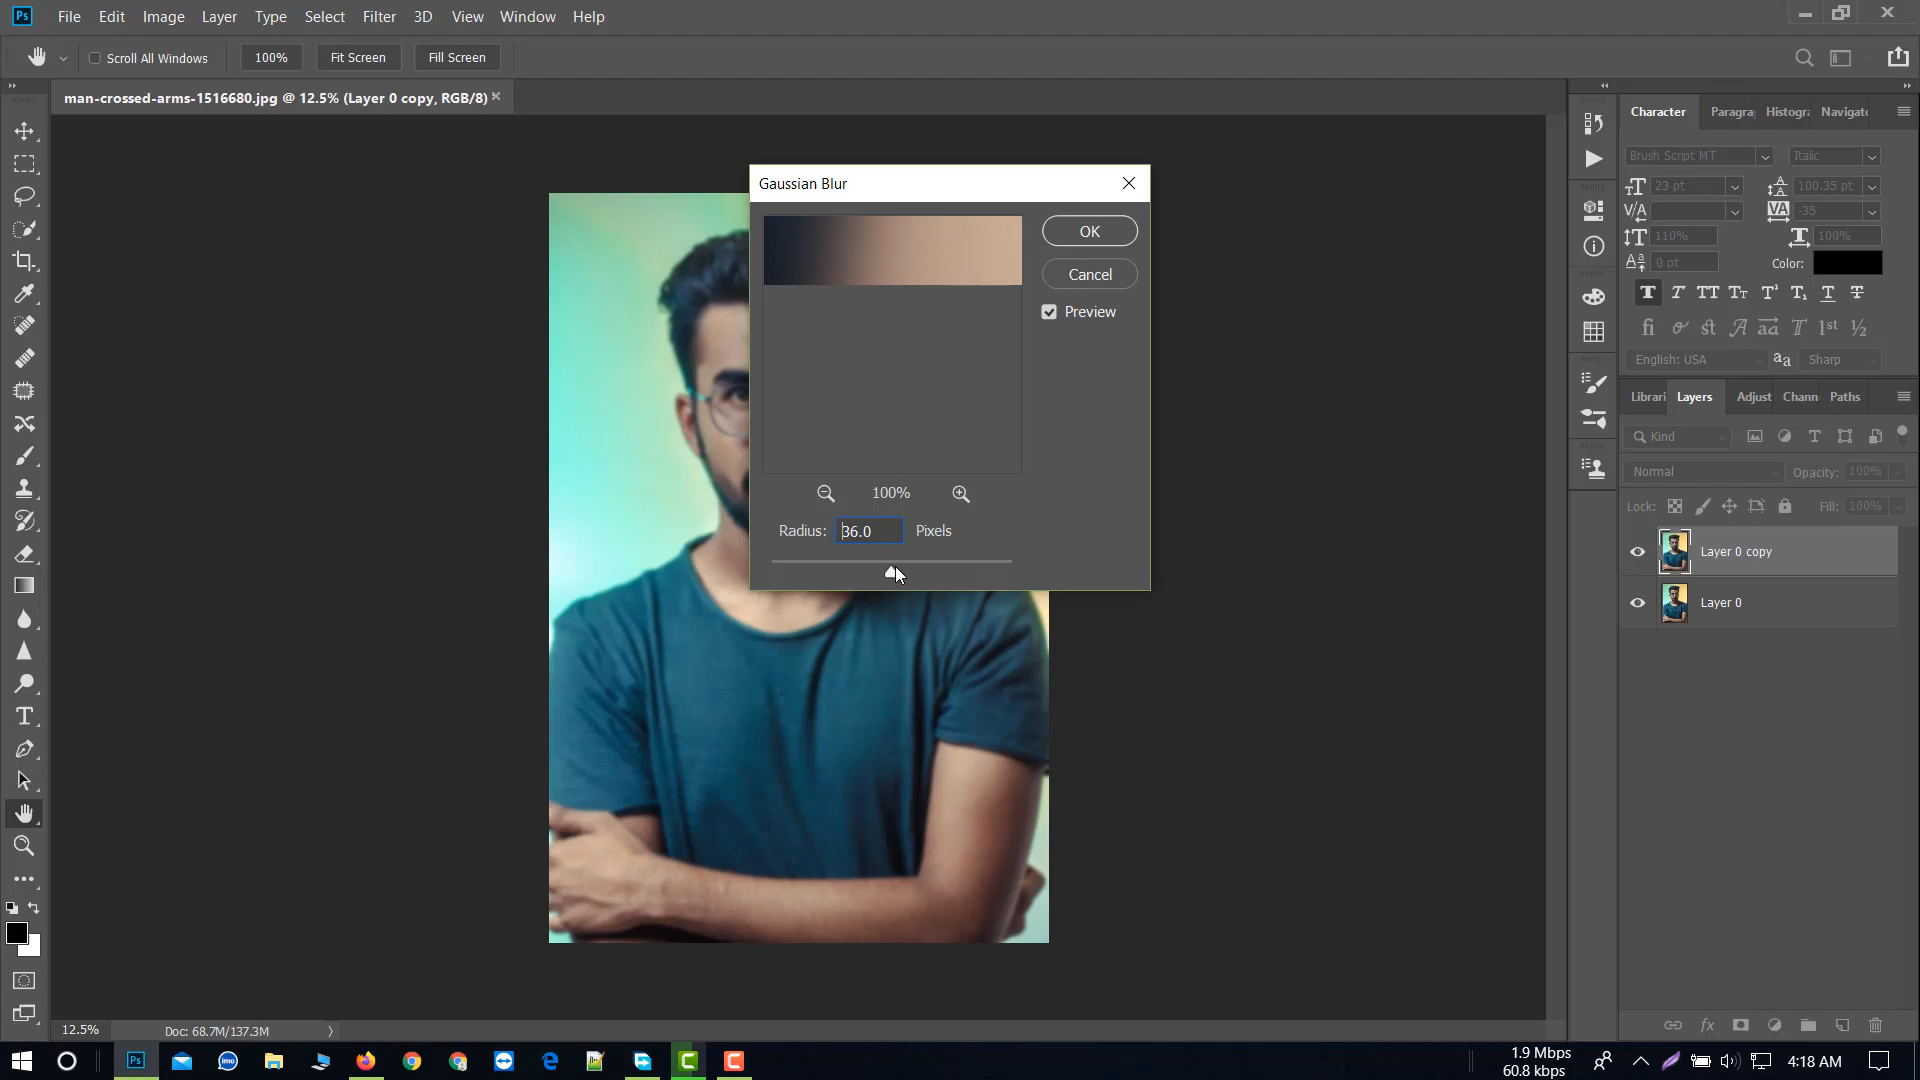 Ps File Edit Image Layer Type Select Filter 3D View Window Help
Scroll All Windows 100% Fit Screen Fill Screen
man-crossed-arms-1516680.jpg @ 12.5% (Layer 0 copy, RGB/8)
Character Paragra Histogra Navigato
Brush Script MT Italic
23 pt 100.35 pt
-35
110% 100%
0 pt Color:
English: USA Sharp
Gaussian Blur
OK
Cancel
Preview
100%
Radius: 36.0 Pixels
Librari Layers Adjust Chann Paths
Kind
Normal Opacity: 100%
Lock: Fill: 100%
Layer 0 copy
Layer 0
12.5% Doc: 68.7M/137.3M
1.9 Mbps
60.8 kbps
4:18 AM